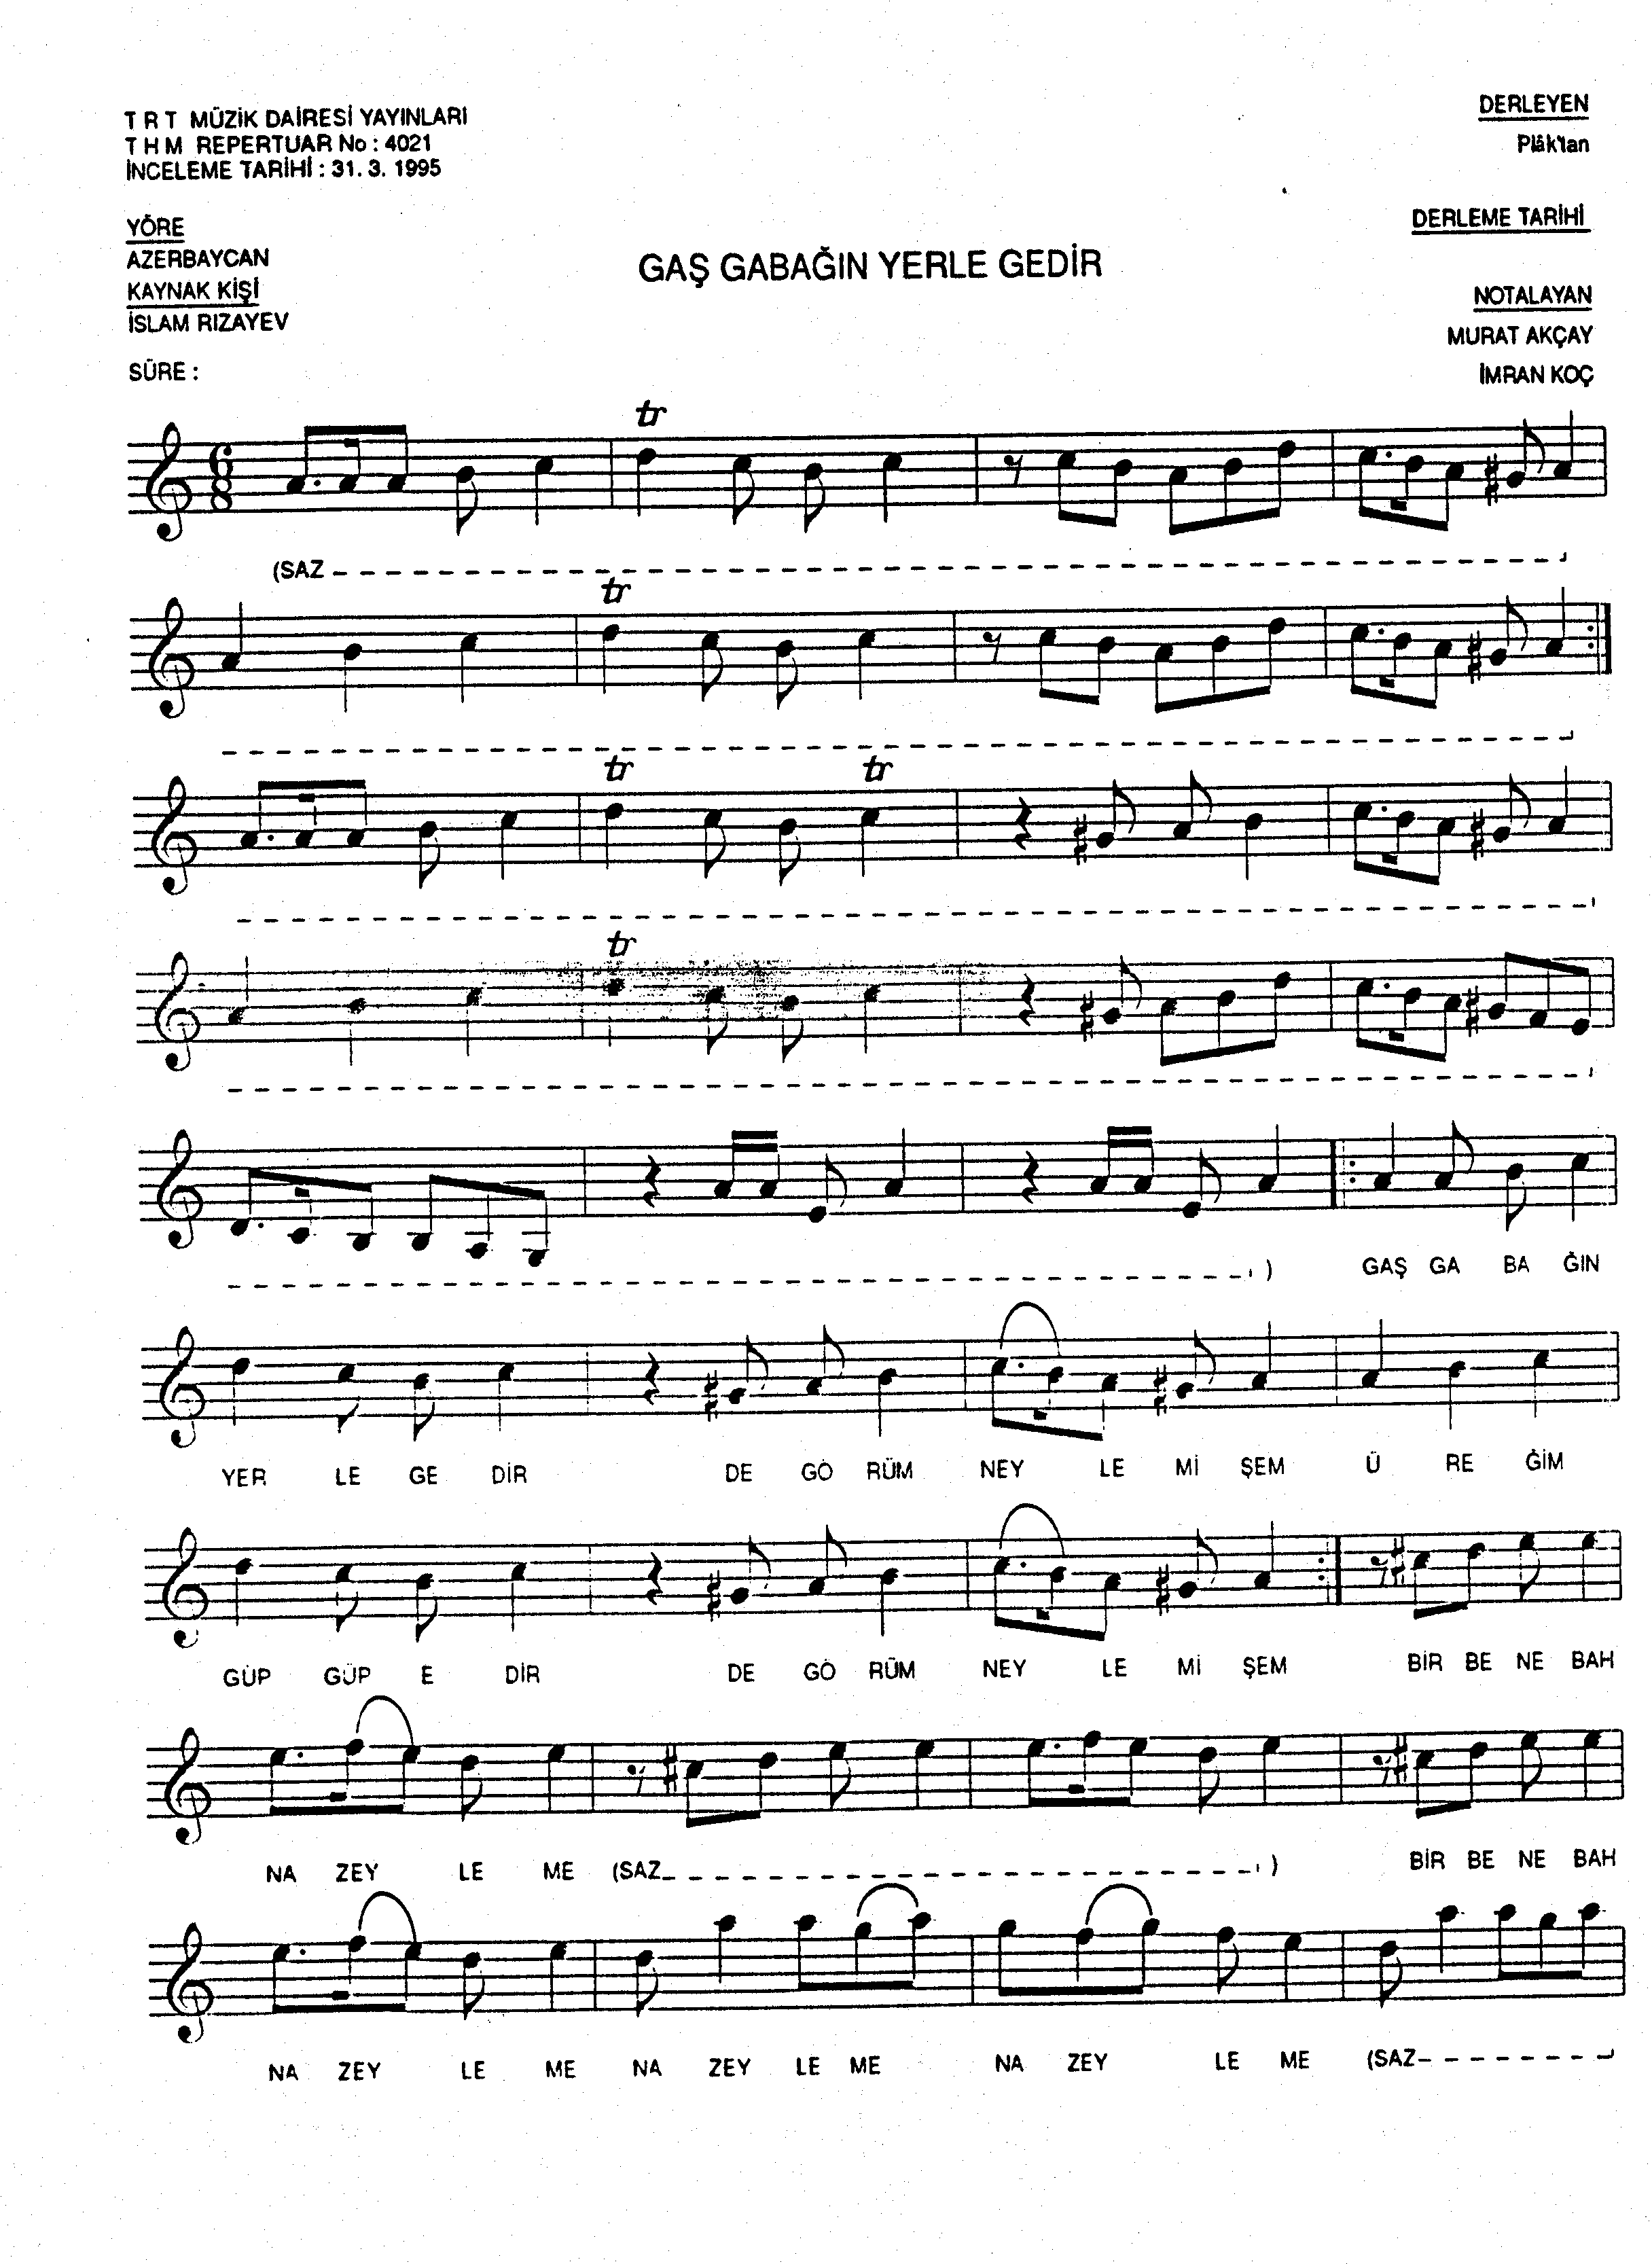 T R T MÜZİK DAİRESİ YAYINLARI
T H M REPERTUAR No : 4021
İNCELEME TARİHİ : 31. 3. 1995
DERLEYEN
Plâk'tan
YÖRE
AZERBAYCAN
KAYNAK KİŞİ
İSLAM RIZAYEV
SÜRE :
GAŞ GABAĞIN YERLE GEDİR
DERLEME TARİHİ
NOTALAYAN
MURAT AKÇAY
İMRAN KOÇ
tr
6
8
(SAZ
tr
tr tr
tr
) GAŞ GA BA ĞIN
YER LE GE DİR DE GÖ RÜM NEY LE Mİ ŞEM Ü RE ĞİM
GÜP GÜP E DİR DE GÖ RÜM NEY LE Mİ ŞEM BİR BE NE BAH
NA ZEY LE ME (SAZ ) BİR BE NE BAH
NA ZEY LE ME NA ZEY LE ME NA ZEY LE ME (SAZ